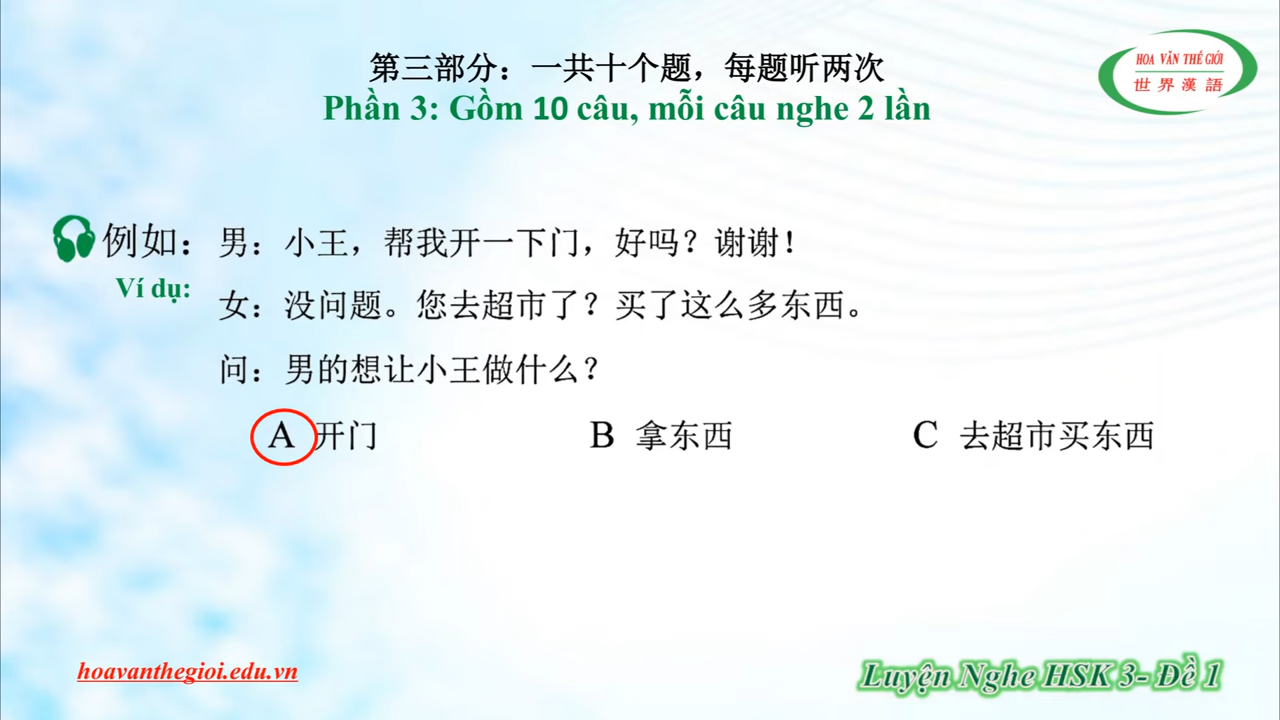 第三部分：一共十个题，每题听两次
Phần 3: Gồm 10 câu, mỗi câu nghe 2 lần
HOA VĂN THẾ GIỚI
世界漢語
例如：男：小王，帮我开一下门，好吗？谢谢！
Ví dụ:
女：没问题。您去超市了？买了这么多东西。
问：男的想让小王做什么？
A 开门 B 拿东西 C 去超市买东西
hoavanthegioi.edu.vn
Luyện Nghe HSK 3- Đề 1